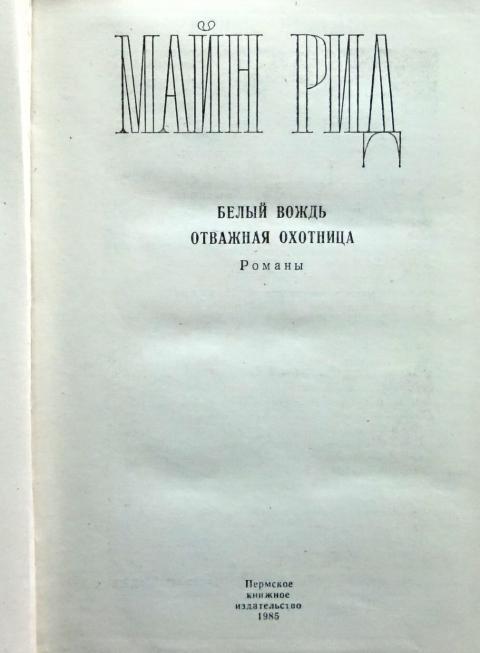 МАЙН РИД
БЕЛЫЙ ВОЖДЬ
ОТВАЖНАЯ ОХОТНИЦА
Романы
Пермское
книжное
издательство
1985